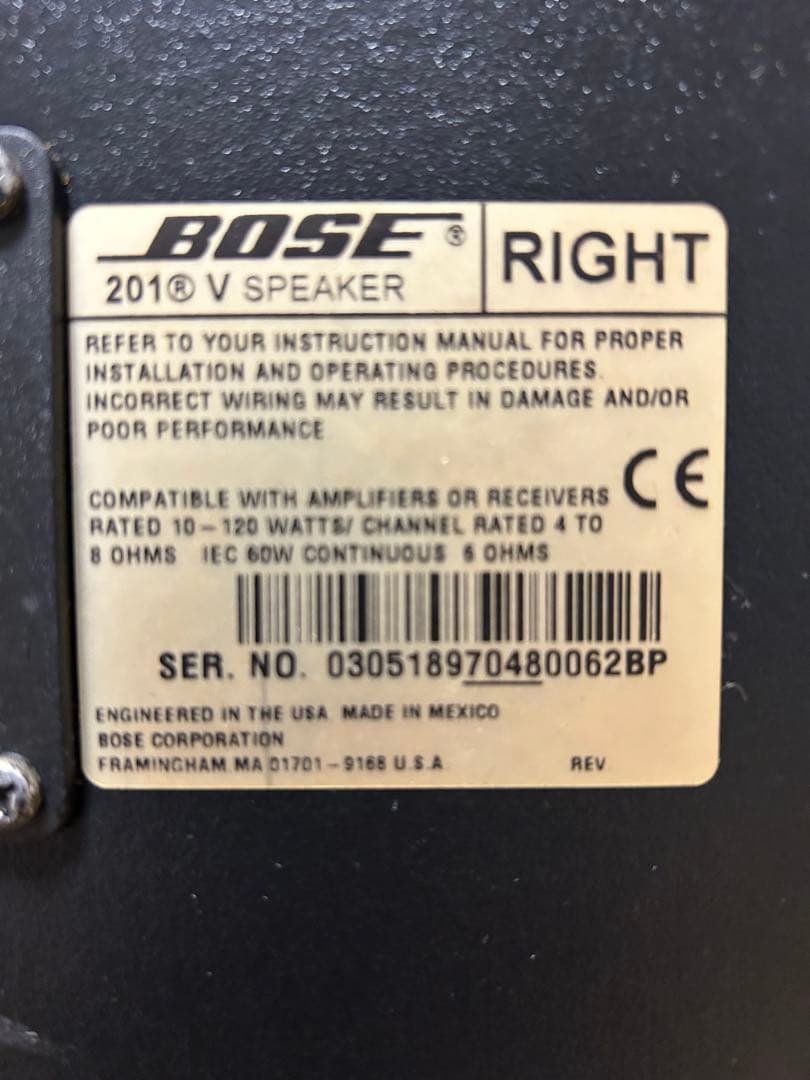 BOSE®
201® V SPEAKER
RIGHT
REFER TO YOUR INSTRUCTION MANUAL FOR PROPER
INSTALLATION AND OPERATING PROCEDURES.
INCORRECT WIRING MAY RESULT IN DAMAGE AND/OR
POOR PERFORMANCE
CE
COMPATIBLE WITH AMPLIFIERS OR RECEIVERS
RATED 10-120 WATTS/ CHANNEL RATED 4 TO
8 OHMS IEC 60W CONTINUOUS 6 OHMS
SER. NO. 030518970480062BP
ENGINEERED IN THE USA MADE IN MEXICO
BOSE CORPORATION
FRAMINGHAM MA 01701-9168 U.S.A
REV